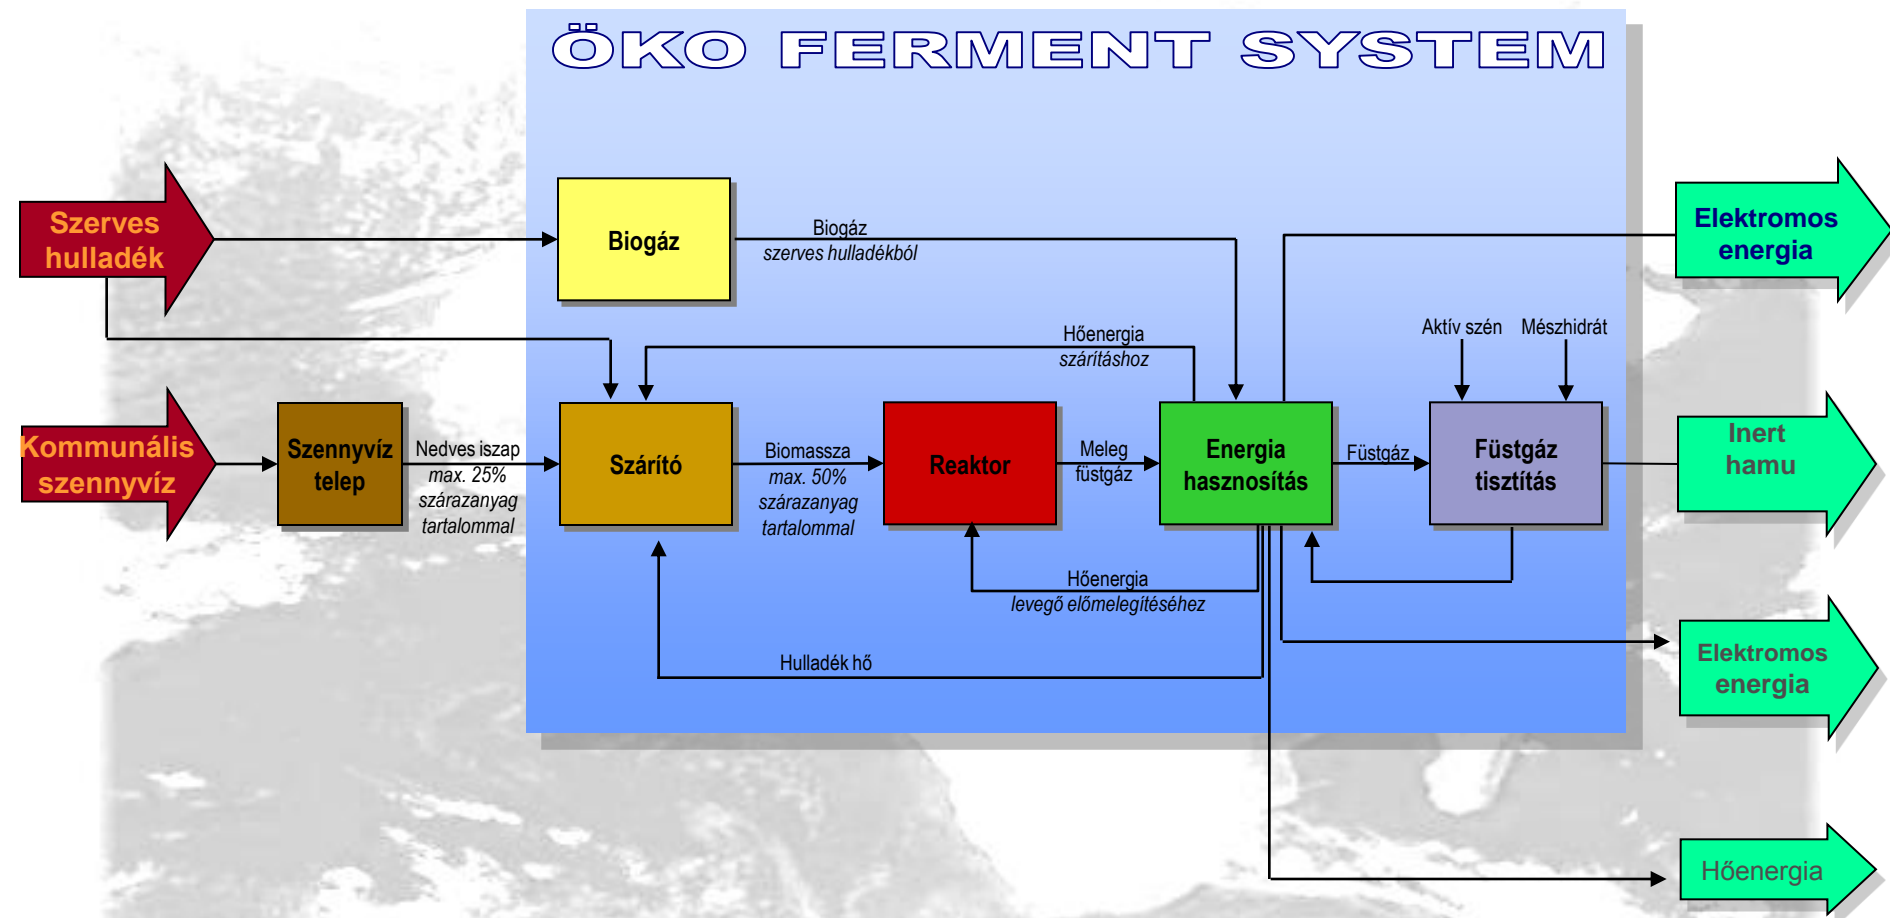 ÖKO FERMENT SYSTEM
Szerves
hulladék
Biogáz
Biogáz
szerves hulladékból
Elektromos
energia
Hőenergia
szárításhoz
Aktív szén
Mészhidrát
Kommunális
szennyvíz
Szennyvíz
telep
Nedves iszap
max. 25%
szárazanyag
tartalommal
Szárító
Biomassza
max. 50%
szárazanyag
tartalommal
Reaktor
Meleg
füstgáz
Energia
hasznosítás
Füstgáz
Füstgáz
tisztítás
Inert
hamu
Hőenergia
levegő előmelegítéséhez
Hulladék hő
Elektromos
energia
Hőenergia